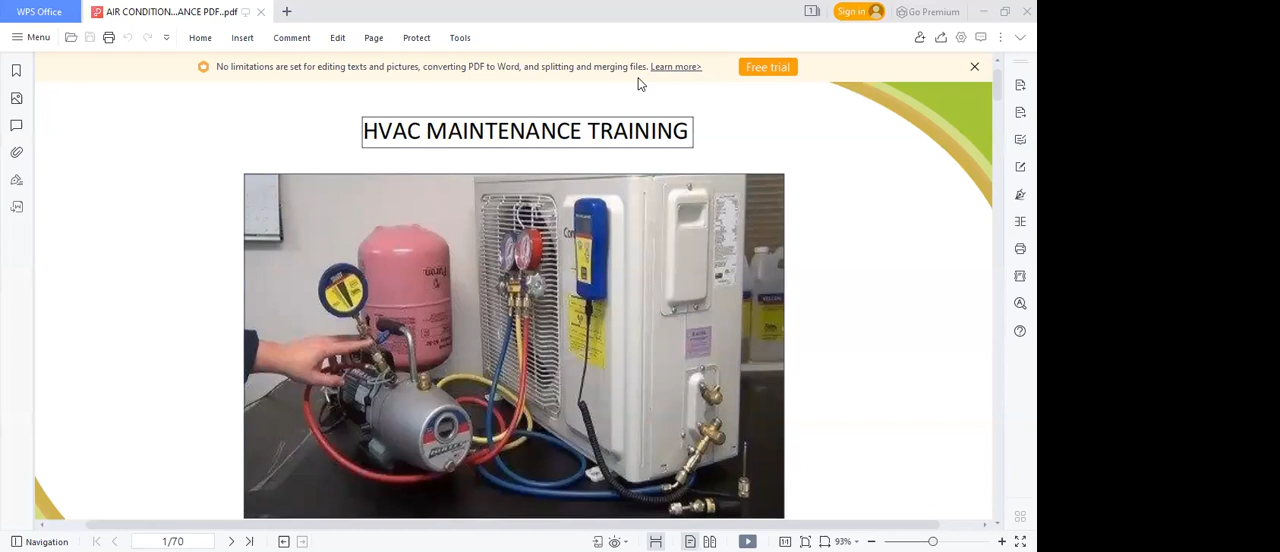 WPS Office
AIR CONDITION...ANCE PDF..pdf
1
Sign in
Go Premium
Menu
Home
Insert
Comment
Edit
Page
Protect
Tools
No limitations are set for editing texts and pictures, converting PDF to Word, and splitting and merging files. Learn more>
Free trial
HVAC MAINTENANCE TRAINING
Puron
Navigation
1/70
93%